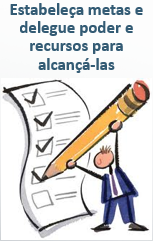 Estabeleça metas e
delegue poder e
recursos para
alcançá-las